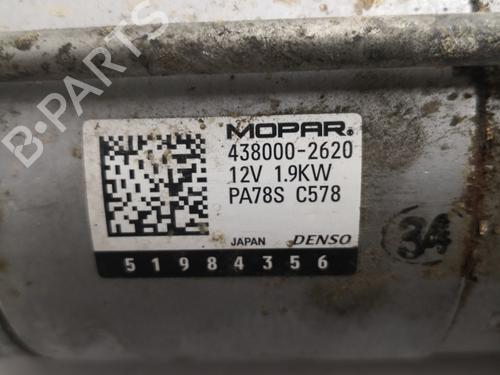 MOPAR®
438000-2620
12V 1.9KW
PA78S C578
JAPAN DENSO
51984356
34
B-PARTS